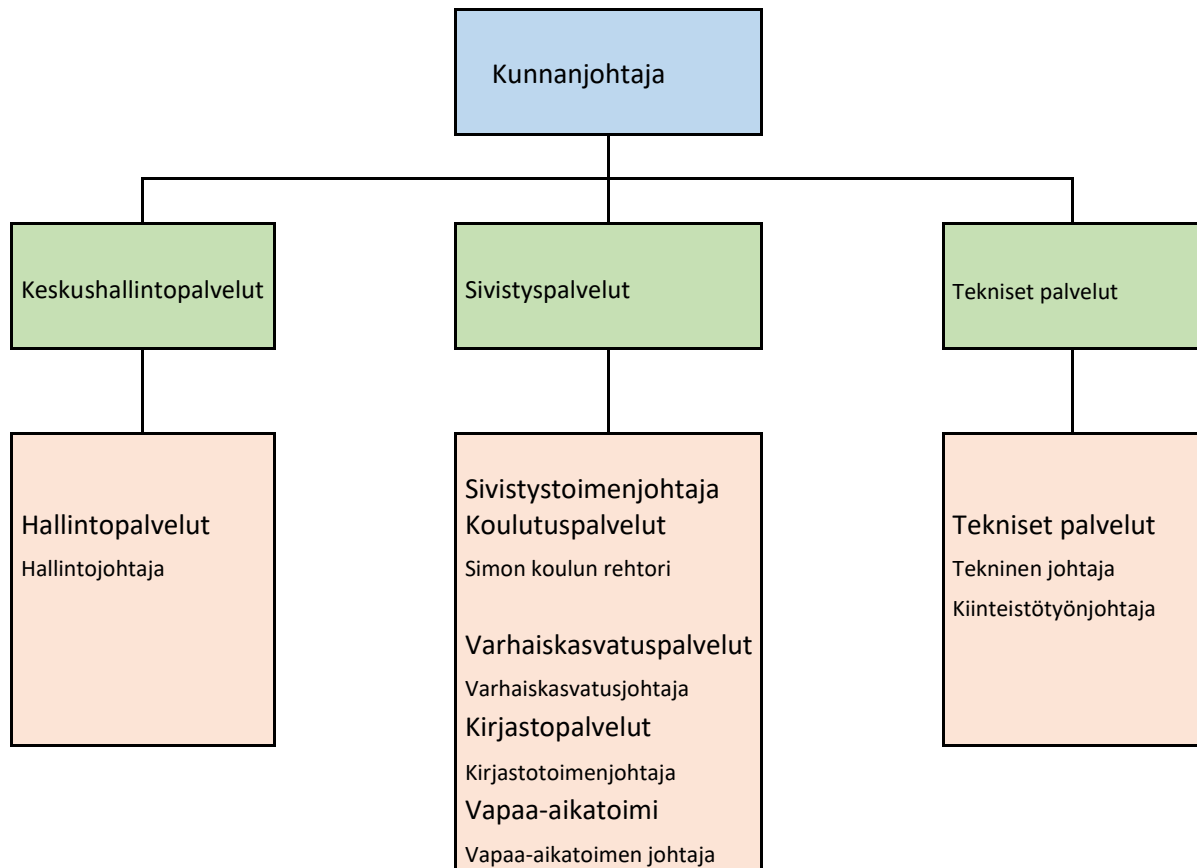 Kunnanjohtaja
Keskushallintopalvelut
Sivistyspalvelut
Tekniset palvelut
Hallintopalvelut
Hallintojohtaja
Sivistystoimenjohtaja
Koulutuspalvelut
Simon koulun rehtori
Varhaiskasvatuspalvelut
Varhaiskasvatusjohtaja
Kirjastopalvelut
Kirjastotoimenjohtaja
Vapaa-aikatoimi
Vapaa-aikatoimen johtaja
Tekniset palvelut
Tekninen johtaja
Kiinteistötyönjohtaja